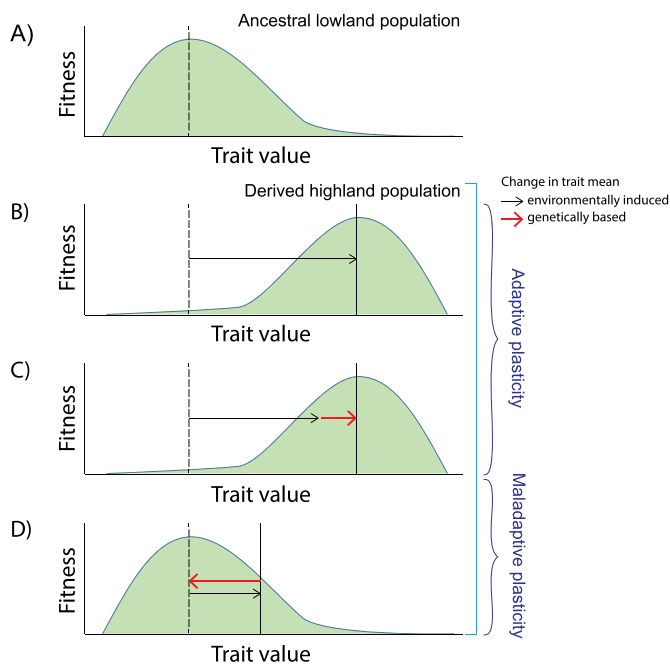 Ancestral lowland population
A)
Fitness
Trait value
Derived highland population
Change in trait mean
environmentally induced
genetically based
B)
Fitness
Trait value
Adaptive plasticity
C)
Fitness
Trait value
Maladaptive plasticity
D)
Fitness
Trait value